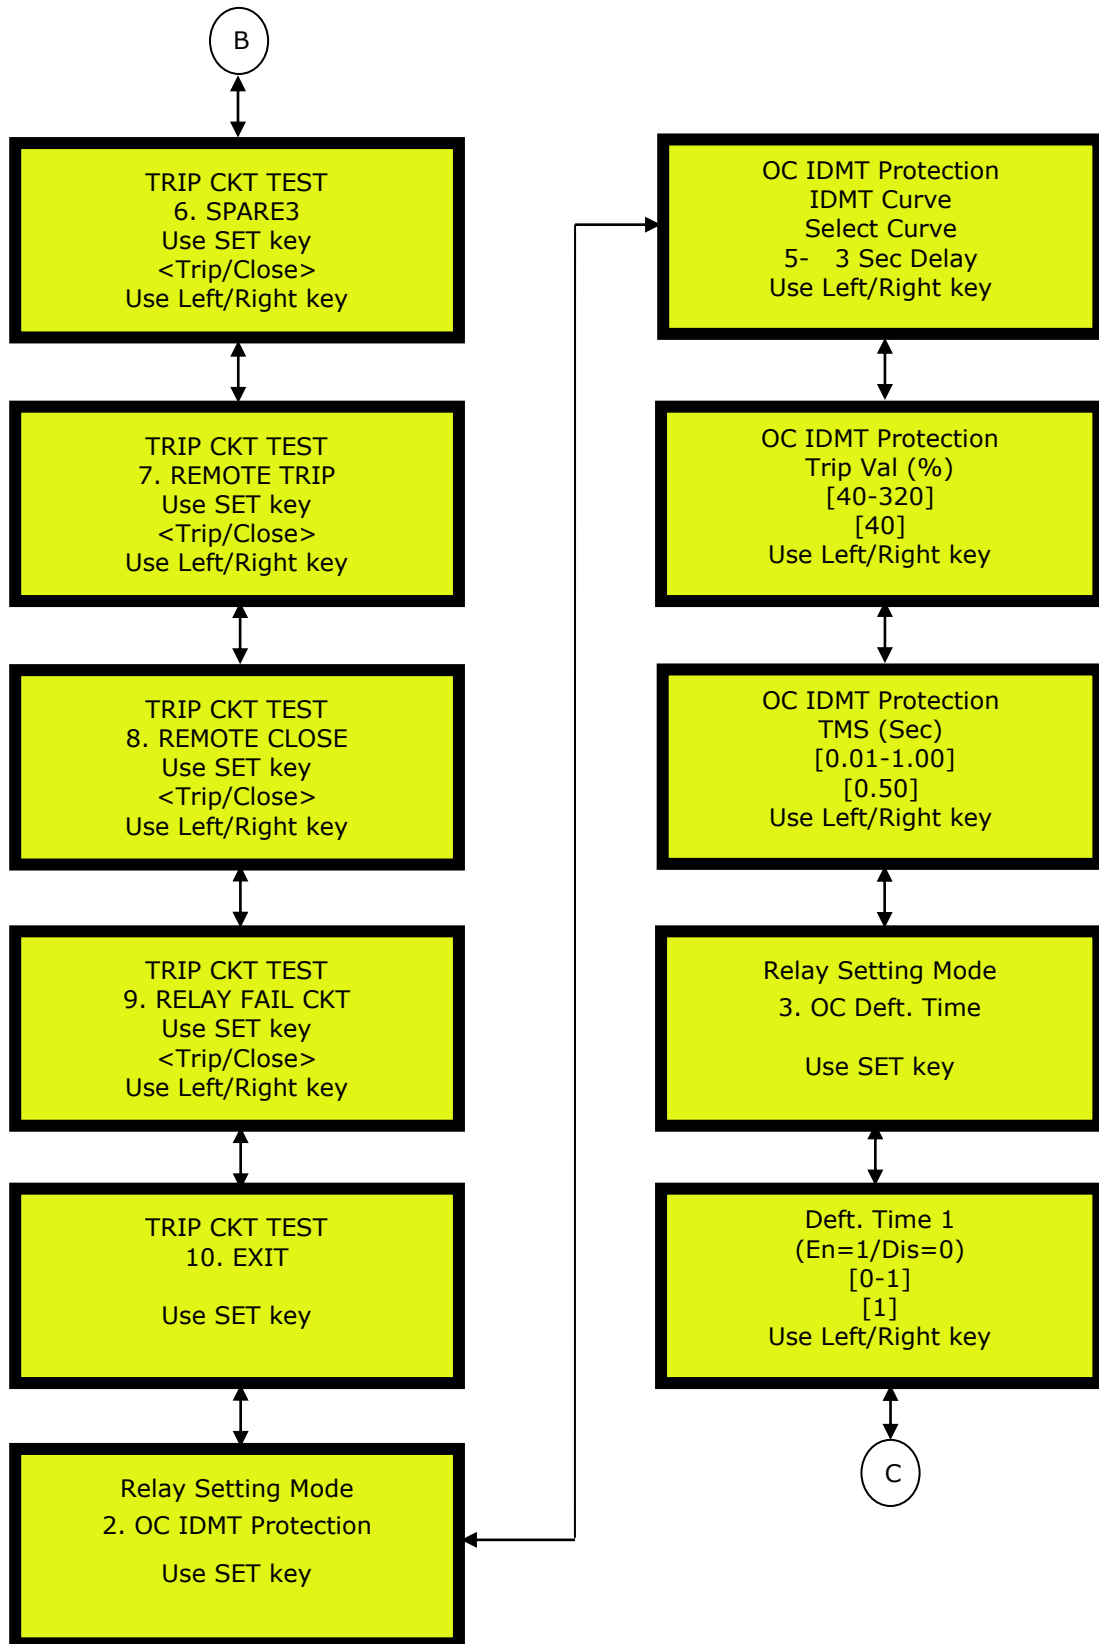 B
TRIP CKT TEST
6. SPARE3
Use SET key
<Trip/Close>
Use Left/Right key
TRIP CKT TEST
7. REMOTE TRIP
Use SET key
<Trip/Close>
Use Left/Right key
TRIP CKT TEST
8. REMOTE CLOSE
Use SET key
<Trip/Close>
Use Left/Right key
TRIP CKT TEST
9. RELAY FAIL CKT
Use SET key
<Trip/Close>
Use Left/Right key
TRIP CKT TEST
10. EXIT
Use SET key
Relay Setting Mode
2. OC IDMT Protection
Use SET key
OC IDMT Protection
IDMT Curve
Select Curve
5- 3 Sec Delay
Use Left/Right key
OC IDMT Protection
Trip Val (%)
[40-320]
[40]
Use Left/Right key
OC IDMT Protection
TMS (Sec)
[0.01-1.00]
[0.50]
Use Left/Right key
Relay Setting Mode
3. OC Deft. Time
Use SET key
Deft. Time 1
(En=1/Dis=0)
[0-1]
[1]
Use Left/Right key
C